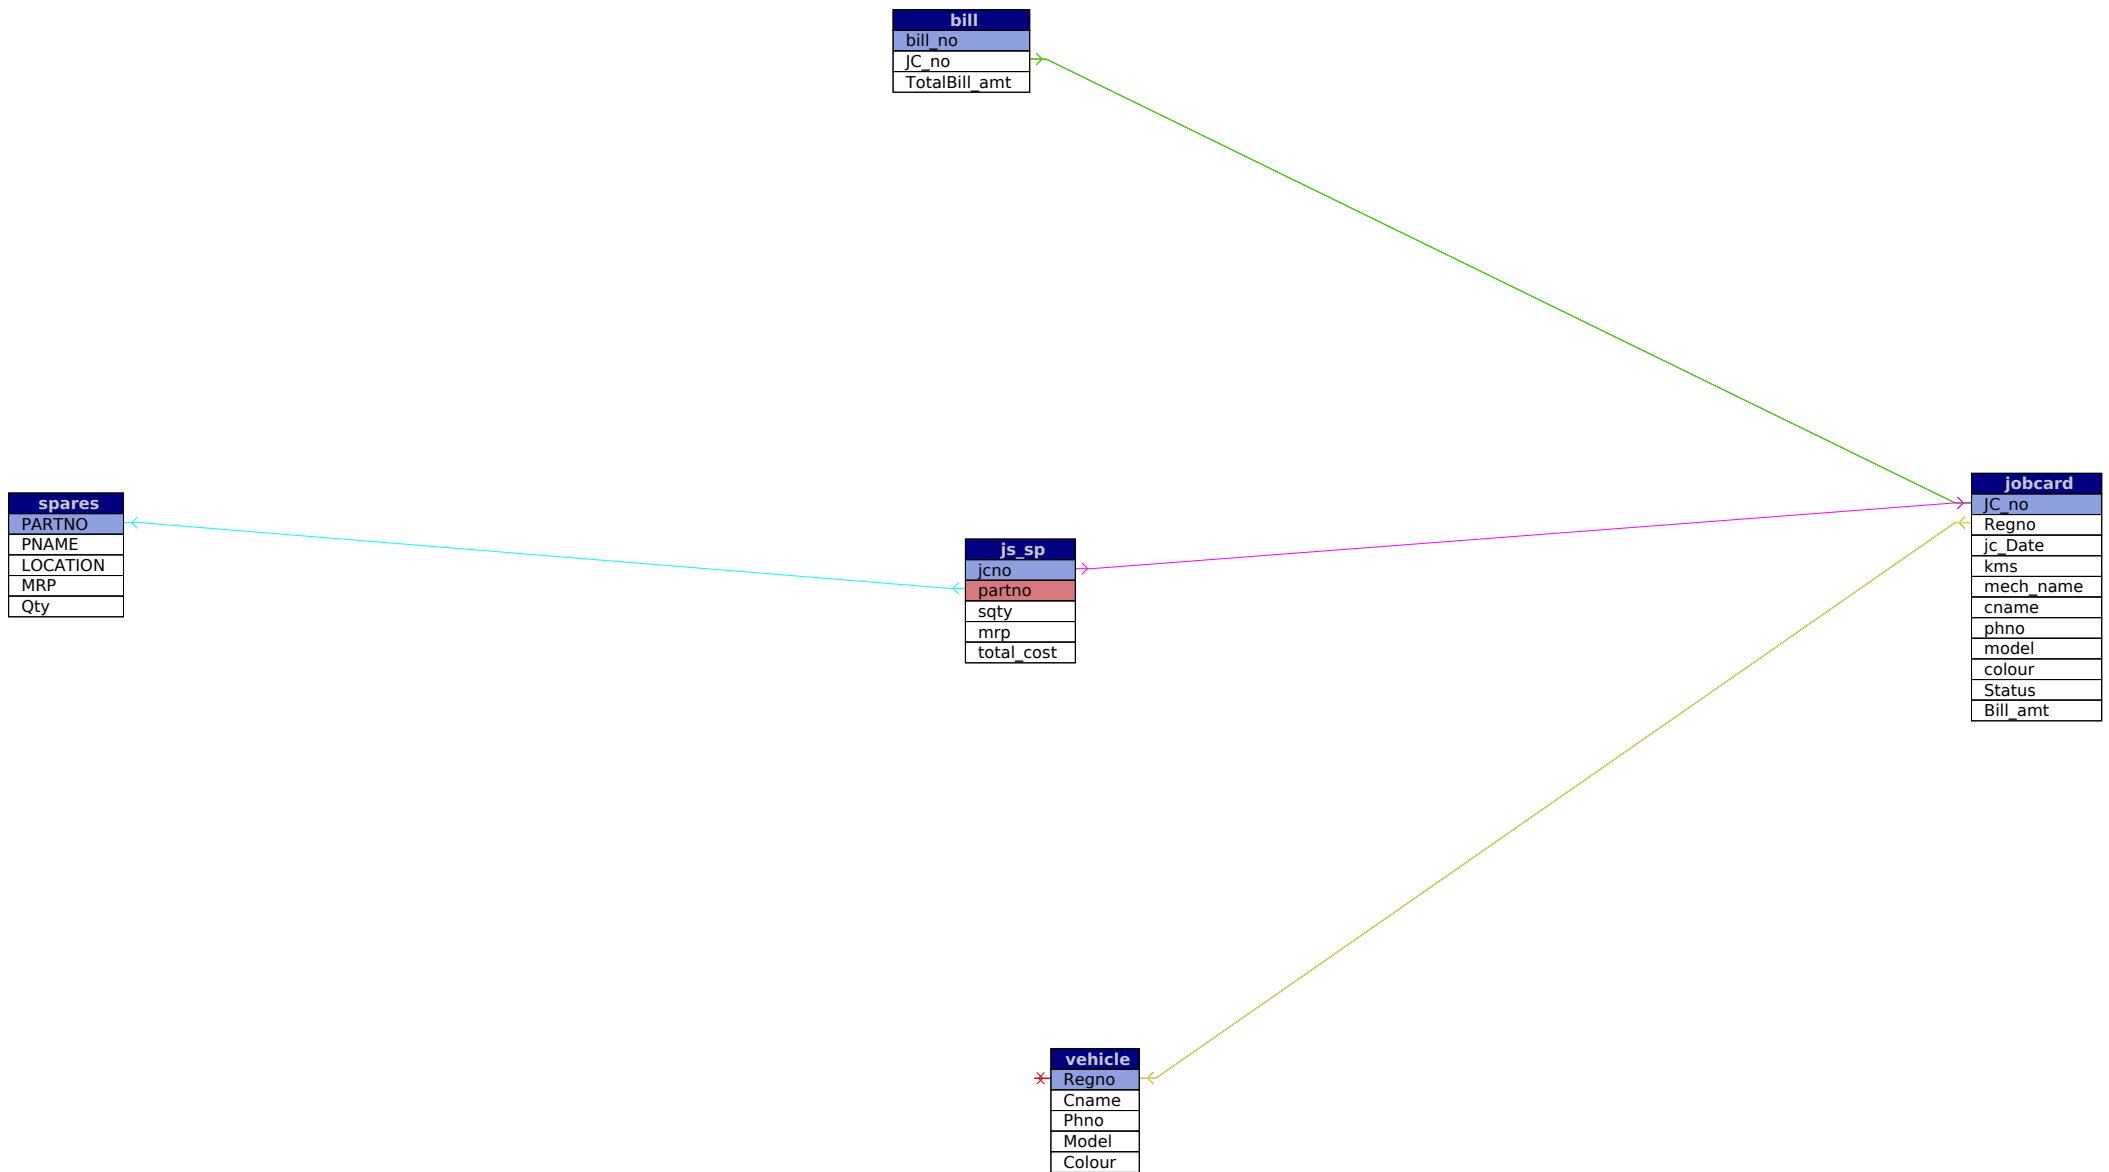 bill
bill_no
JC_no
TotalBill_amt
spares
PARTNO
PNAME
LOCATION
MRP
Qty
js_sp
jcno
partno
sqty
mrp
total_cost
jobcard
JC_no
Regno
jc_Date
kms
mech_name
cname
phno
model
colour
Status
Bill_amt
vehicle
Regno
Cname
Phno
Model
Colour